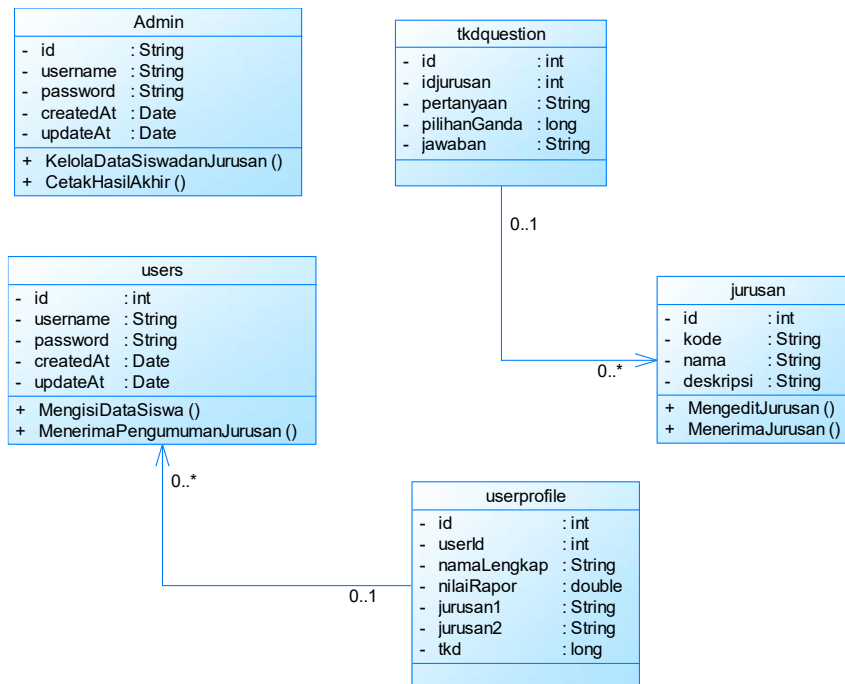 Admin
- id : String
- username : String
- password : String
- createdAt : Date
- updateAt : Date
+ KelolaDataSiswadanJurusan ()
+ CetakHasilAkhir ()
tkdquestion
- id : int
- idjurusan : int
- pertanyaan : String
- pilihanGanda : long
- jawaban : String
0..1
0..*
users
- id : int
- username : String
- password : String
- createdAt : Date
- updateAt : Date
+ MengisiDataSiswa ()
+ MenerimaPengumumanJurusan ()
jurusan
- id : int
- kode : String
- nama : String
- deskripsi : String
+ MengeditJurusan ()
+ MenerimaJurusan ()
0..*
0..1
userprofile
- id : int
- userId : int
- namaLengkap : String
- nilaiRapor : double
- jurusan1 : String
- jurusan2 : String
- tkd : long